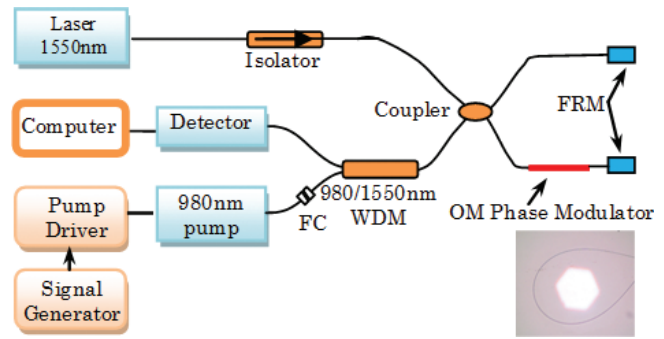 Laser
1550nm
Isolator
Coupler
FRM
Computer
Detector
980/1550nm
WDM
FC
OM Phase Modulator
Pump
Driver
980nm
pump
Signal
Generator